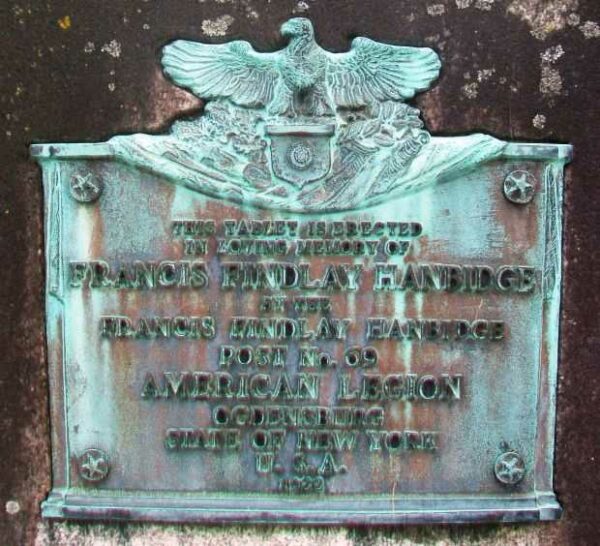 THIS TABLET IS ERECTED
IN LOVING MEMORY OF
FRANCIS FINDLAY HANBIDGE
BY THE
FRANCIS FINDLAY HANBIDGE
POST No. 69
AMERICAN LEGION
OGDENSBURG
STATE OF NEW YORK
U.S.A.